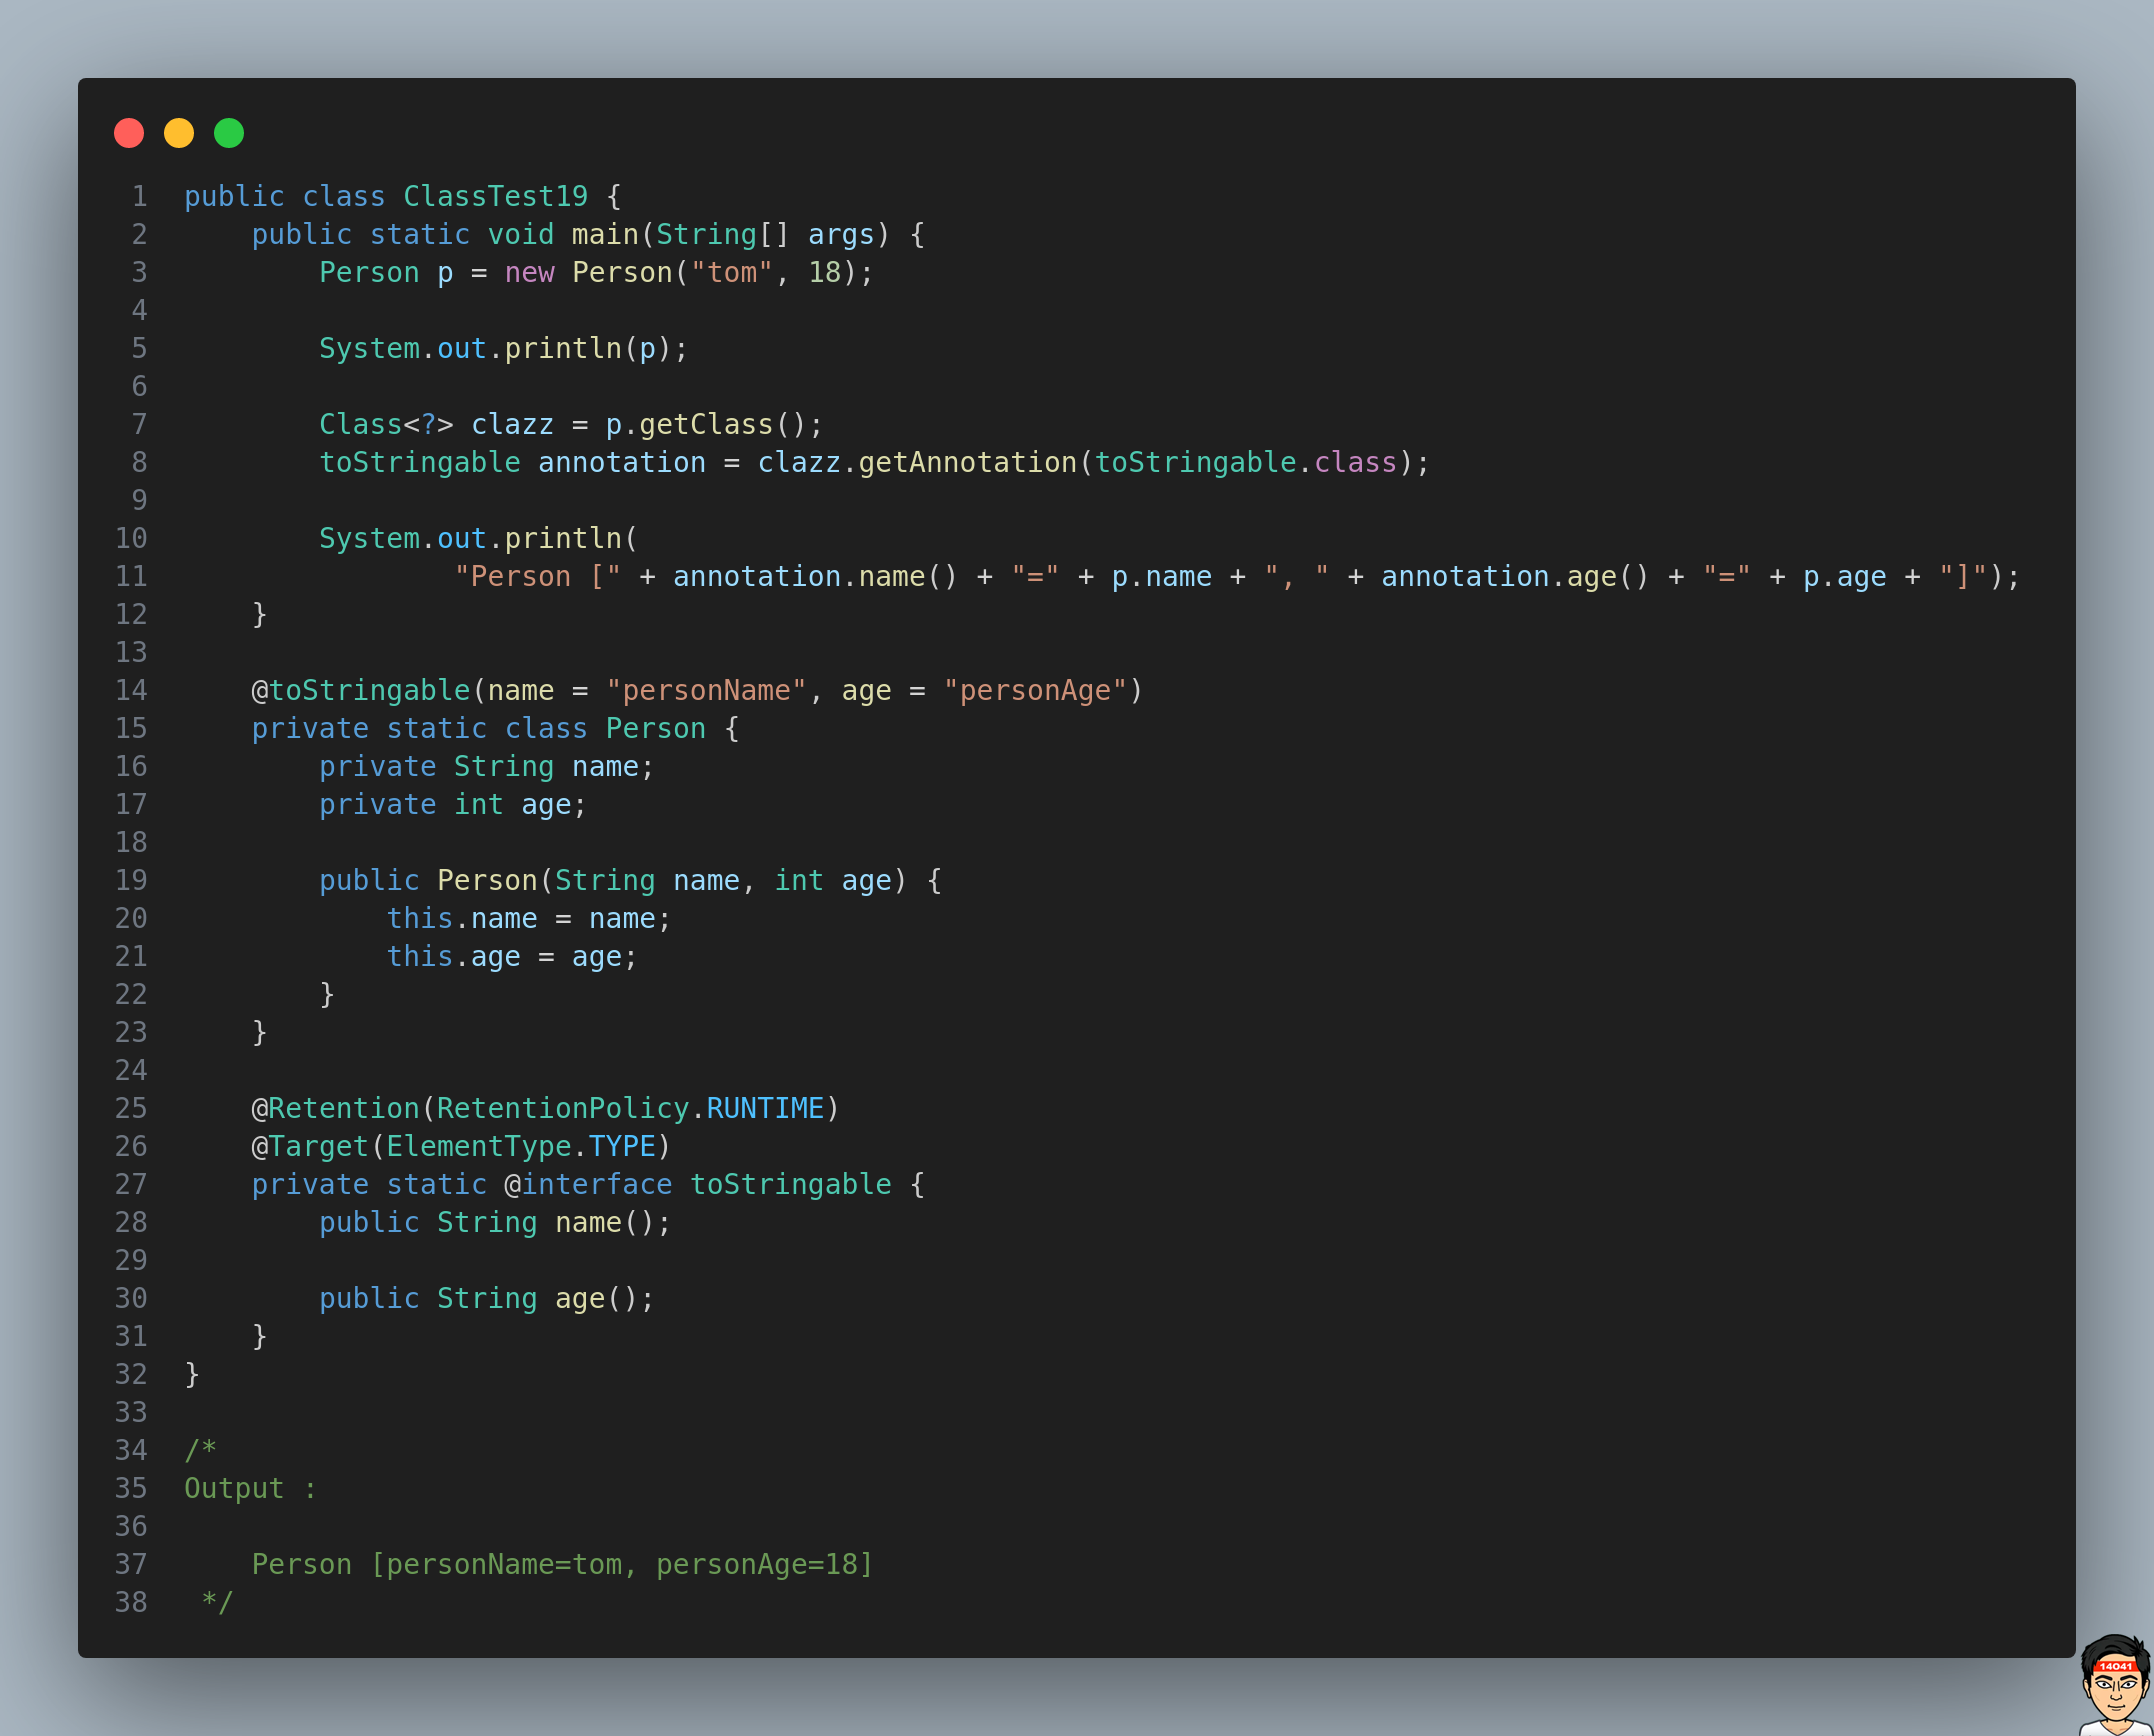 1 public class ClassTest19 {
2     public static void main(String[] args) {
3         Person p = new Person("tom", 18);
4
5         System.out.println(p);
6
7         Class<?> clazz = p.getClass();
8         toStringable annotation = clazz.getAnnotation(toStringable.class);
9
10         System.out.println(
11                 "Person [" + annotation.name() + "=" + p.name + ", " + annotation.age() + "=" + p.age + "]");
12     }
13
14     @toStringable(name = "personName", age = "personAge")
15     private static class Person {
16         private String name;
17         private int age;
18
19         public Person(String name, int age) {
20             this.name = name;
21             this.age = age;
22         }
23     }
24
25     @Retention(RetentionPolicy.RUNTIME)
26     @Target(ElementType.TYPE)
27     private static @interface toStringable {
28         public String name();
29
30         public String age();
31     }
32 }
33
34 /*
35 Output :
36
37     Person [personName=tom, personAge=18]
38  */
14041